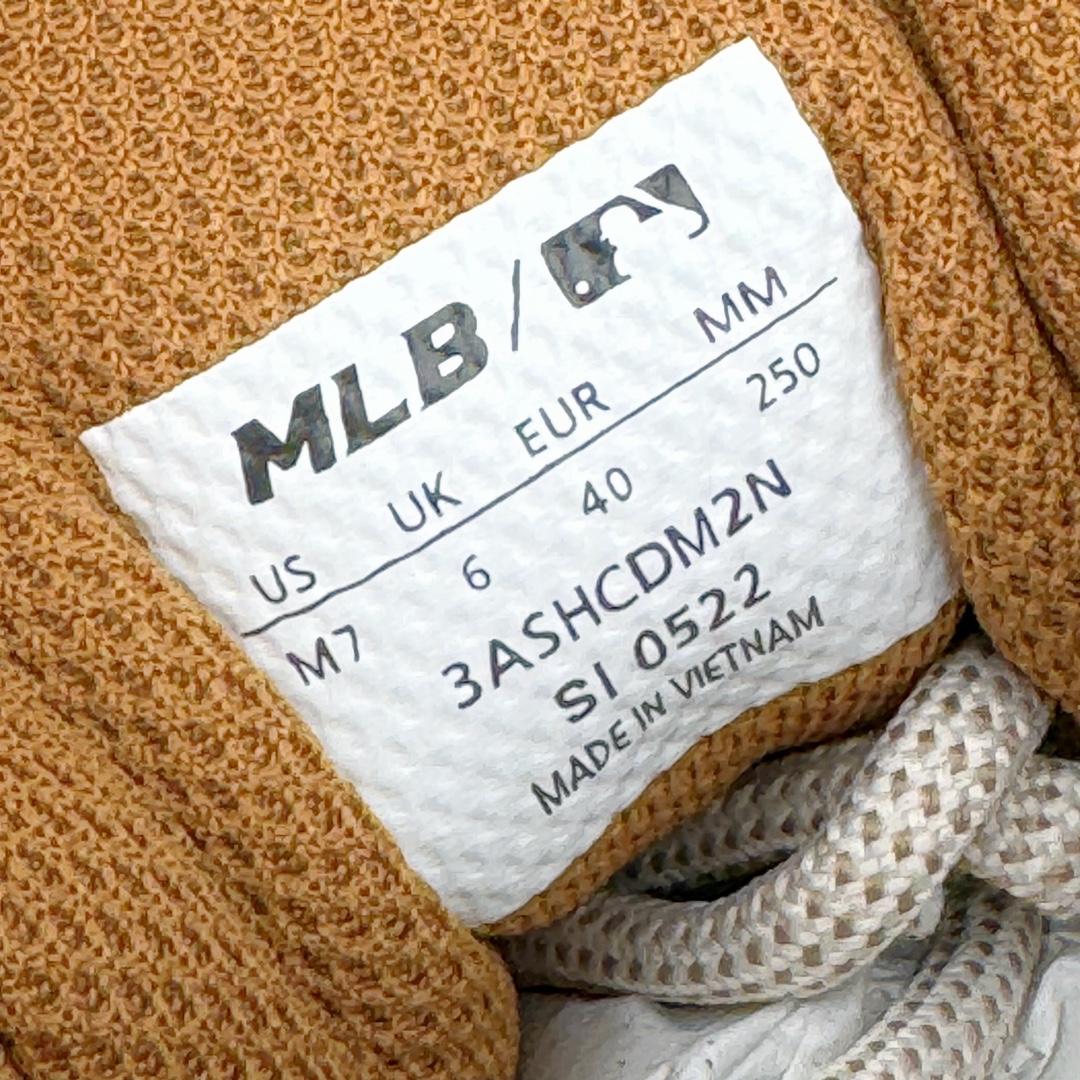 MLB /
US UK EUR MM
M7 6 40 250
3ASHCDM2N
SI 0522
MADE IN VIETNAM